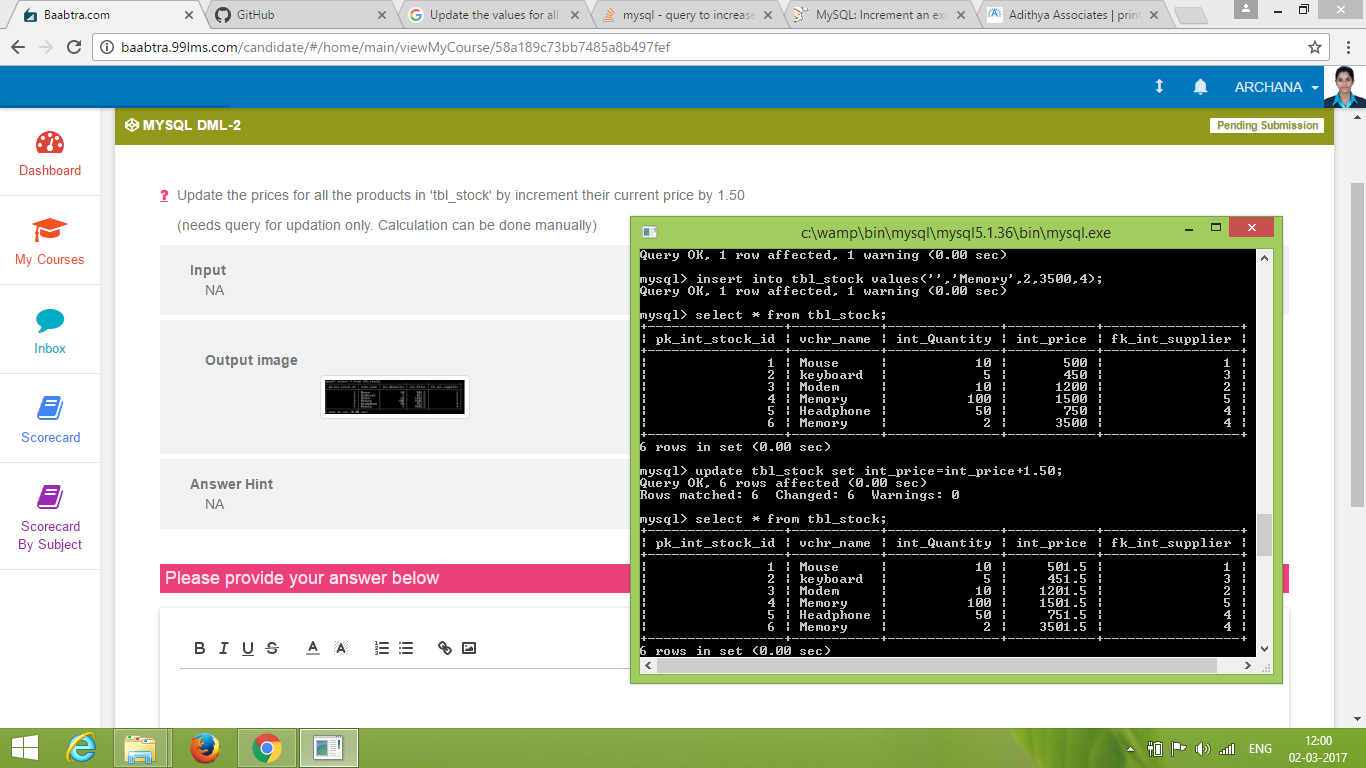 Baabtra.com
GitHub
Update the values for all
mysql - query to increase
MySQL: Increment an exi
Adithya Associates | print
baabtra.99lms.com/candidate/#/home/main/viewMyCourse/58a189c73bb7485a8b497fef
ARCHANA
MYSQL DML-2
Pending Submission
Dashboard
My Courses
Inbox
Scorecard
Scorecard
By Subject
? Update the prices for all the products in 'tbl_stock' by increment their current price by 1.50
(needs query for updation only. Calculation can be done manually)
Input
NA
Output image
Answer Hint
NA
Please provide your answer below
B I U S A A
c:\wamp\bin\mysql\mysql5.1.36\bin\mysql.exe
Query OK, 1 row affected, 1 warning (0.00 sec)
mysql> insert into tbl_stock values('','Memory',2,3500,4);
Query OK, 1 row affected, 1 warning (0.00 sec)
mysql> select * from tbl_stock;
| pk_int_stock_id | vchr_name | int_Quantity | int_price | fk_int_supplier |
| 1 | Mouse | 10 | 500 | 1 |
| 2 | keyboard | 5 | 450 | 3 |
| 3 | Modem | 10 | 1200 | 2 |
| 4 | Memory | 100 | 1500 | 5 |
| 5 | Headphone | 50 | 750 | 4 |
| 6 | Memory | 2 | 3500 | 4 |
6 rows in set (0.00 sec)
mysql> update tbl_stock set int_price=int_price+1.50;
Query OK, 6 rows affected (0.00 sec)
Rows matched: 6 Changed: 6 Warnings: 0
mysql> select * from tbl_stock;
| pk_int_stock_id | vchr_name | int_Quantity | int_price | fk_int_supplier |
| 1 | Mouse | 10 | 501.5 | 1 |
| 2 | keyboard | 5 | 451.5 | 3 |
| 3 | Modem | 10 | 1201.5 | 2 |
| 4 | Memory | 100 | 1501.5 | 5 |
| 5 | Headphone | 50 | 751.5 | 4 |
| 6 | Memory | 2 | 3501.5 | 4 |
6 rows in set (0.00 sec)
ENG
12:00
02-03-2017